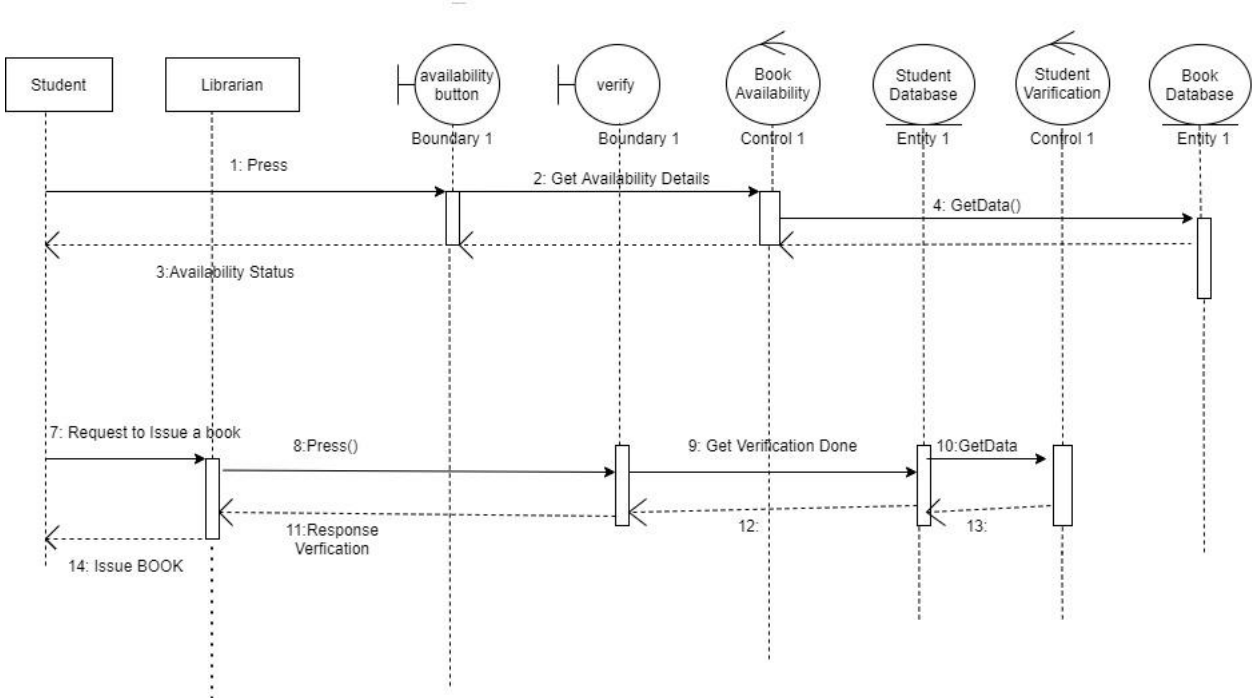 Student
Librarian
availability
button
verify
Book
Availability
Student
Database
Student
Varification
Book
Database
Boundary 1
Boundary 1
Control 1
Entity 1
Control 1
Entity 1
1: Press
2: Get Availability Details
4: GetData()
3:Availability Status
7: Request to Issue a book
8:Press()
9: Get Verification Done
10:GetData
11:Response
Verfication
12:
13:
14: Issue BOOK